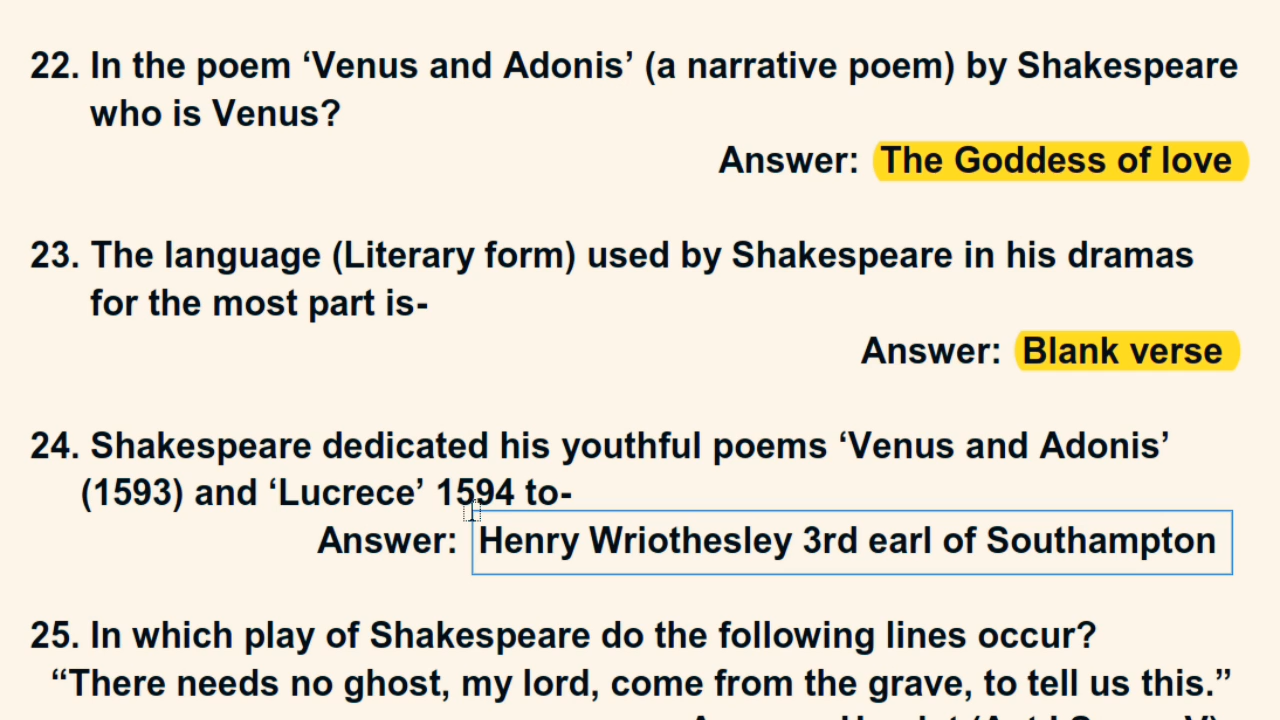 22. In the poem ‘Venus and Adonis’ (a narrative poem) by Shakespeare
who is Venus?
Answer: The Goddess of love
23. The language (Literary form) used by Shakespeare in his dramas
for the most part is-
Answer: Blank verse
24. Shakespeare dedicated his youthful poems ‘Venus and Adonis’
(1593) and ‘Lucrece’ 1594 to-
Answer: Henry Wriothesley 3rd earl of Southampton
25. In which play of Shakespeare do the following lines occur?
“There needs no ghost, my lord, come from the grave, to tell us this.”